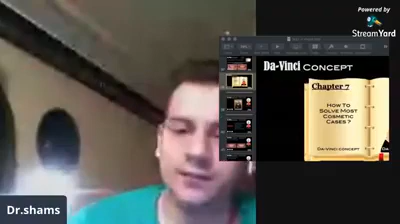 Powered by
StreamYard
Da-Vinci Concept
Chapter 7
How To
Solve Most
Cosmetic
Cases ?
Da-Vinci concept
Dr.shams